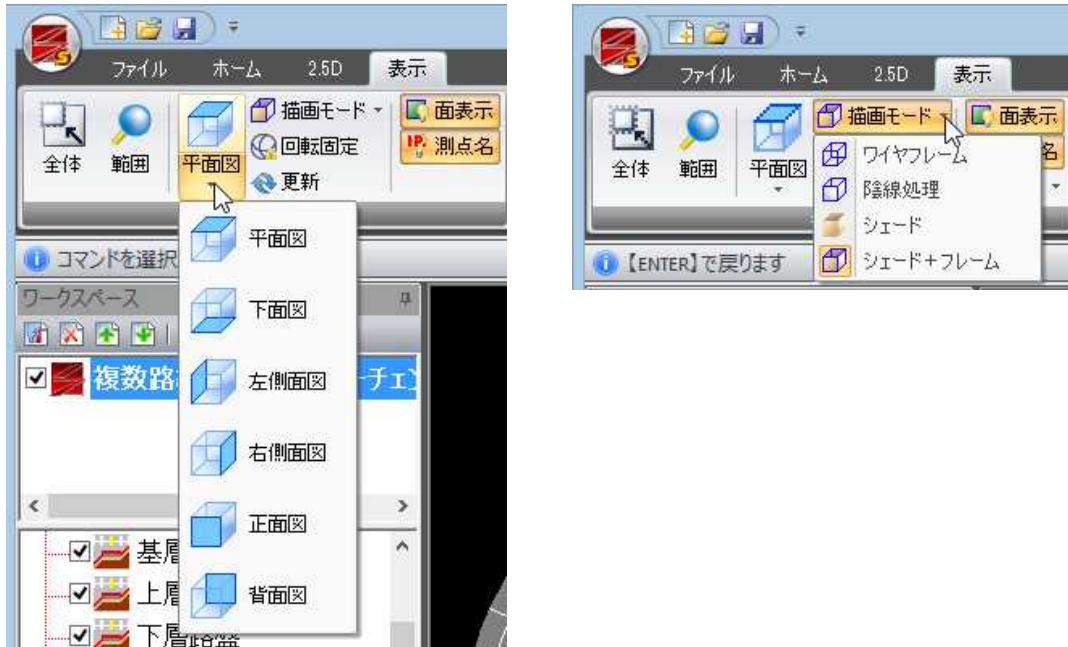 ファイル ホーム 2.5D 表示
全体 範囲 平面図 描画モード 面表示
回転固定 測点名
更新
平面図
コマンドを選択
下面図
ワークスペース
左側面図
複数路 ーチェン
右側面図
正面図
基層
背面図
上層
下層路盤
ファイル ホーム 2.5D 表示
全体 範囲 平面図 描画モード 面表示
ワイヤフレーム 名
陰線処理
シェード
【ENTER】で戻ります シェード+フレーム